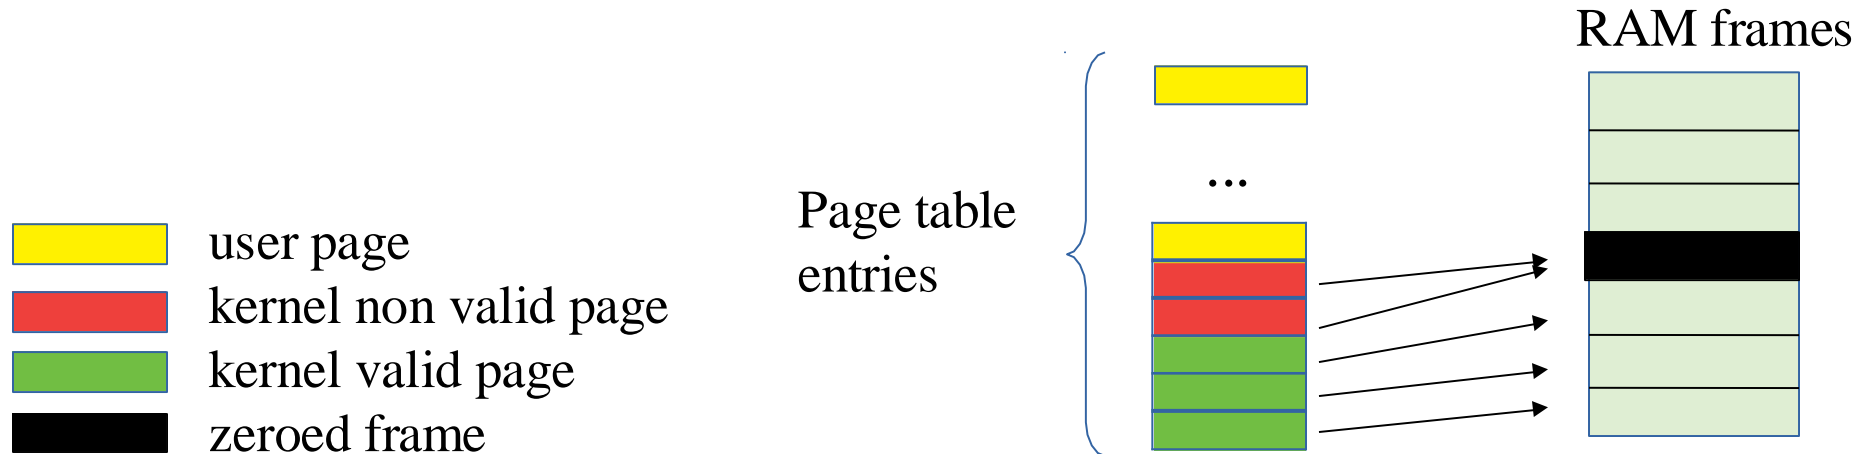 RAM frames
...
Page table
entries
user page
kernel non valid page
kernel valid page
zeroed frame